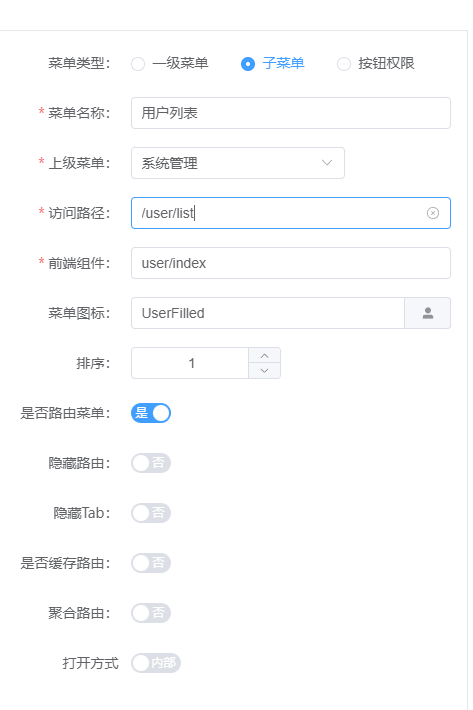 菜单类型： 一级菜单 子菜单 按钮权限
* 菜单名称： 用户列表
* 上级菜单： 系统管理
* 访问路径： /user/list
* 前端组件： user/index
菜单图标： UserFilled
排序： 1
是否路由菜单： 是
隐藏路由： 否
隐藏Tab： 否
是否缓存路由： 否
聚合路由： 否
打开方式 内部